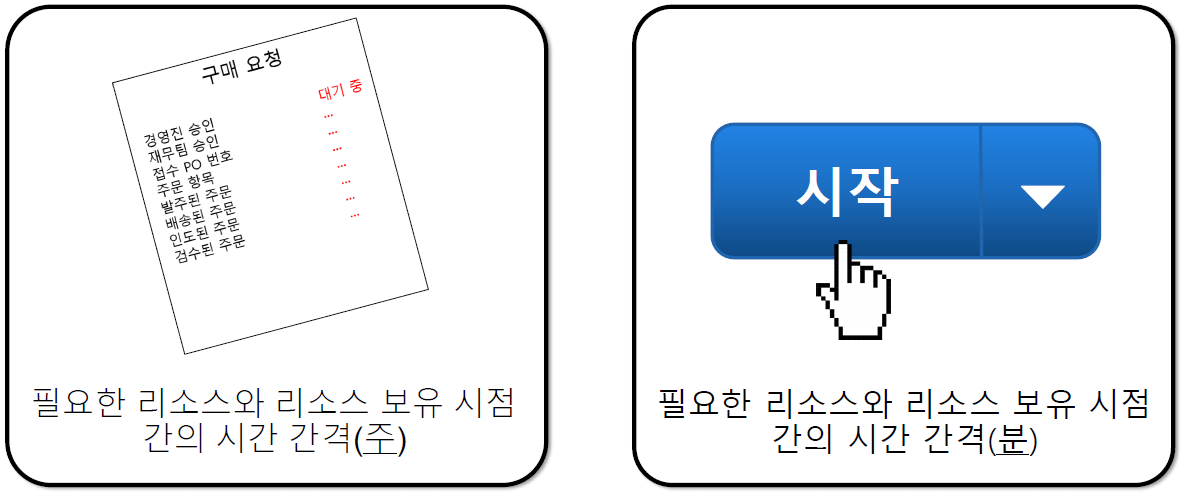 구매 요청
대기 중
경영진 승인 ...
재무팀 승인 ...
접수 PO 번호 ...
주문 항목 ...
발주된 주문 ...
배송된 주문 ...
인도된 주문 ...
검수된 주문
필요한 리소스와 리소스 보유 시점
간의 시간 간격(주)
시작
필요한 리소스와 리소스 보유 시점
간의 시간 간격(분)